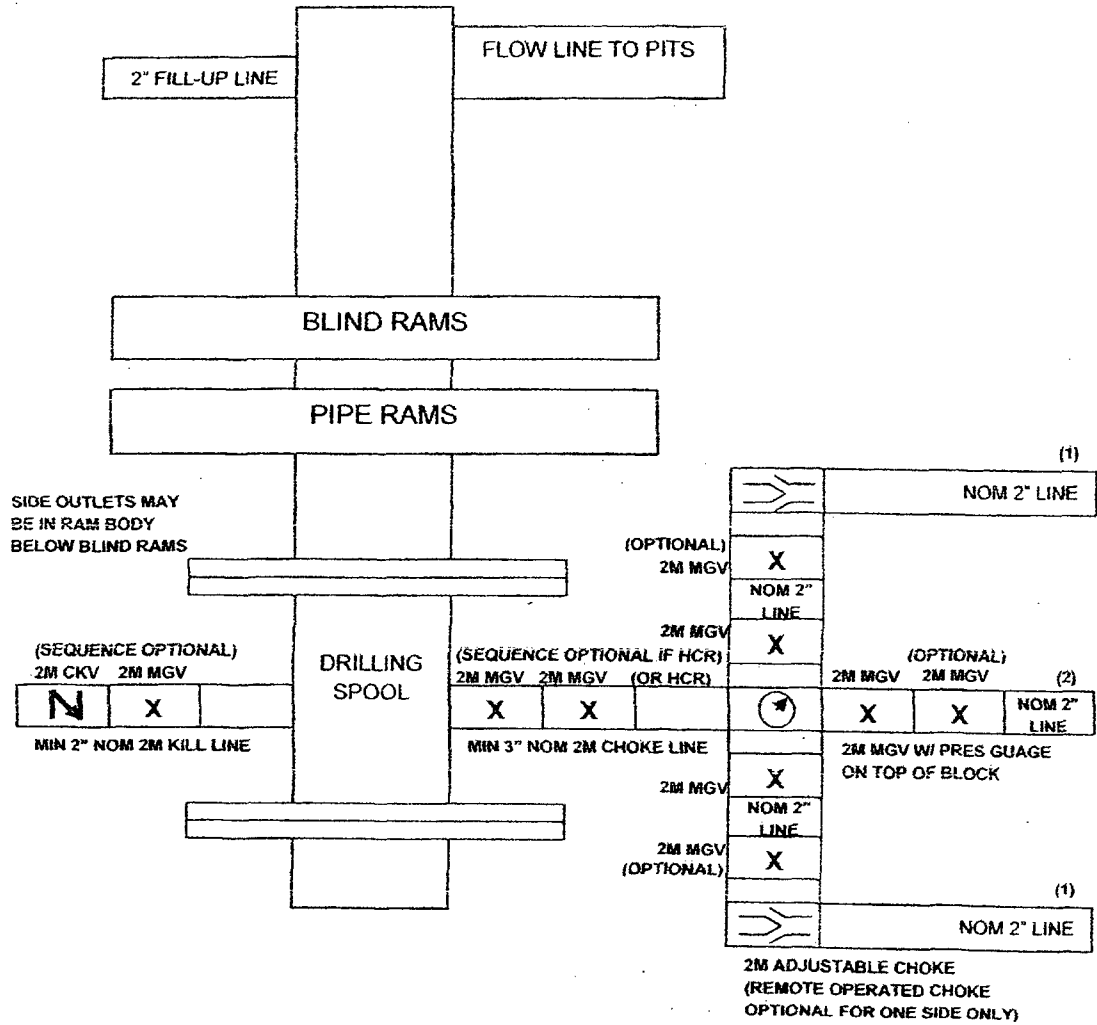 FLOW LINE TO PITS
2" FILL-UP LINE
BLIND RAMS
PIPE RAMS
(1)
NOM 2" LINE
SIDE OUTLETS MAY
BE IN RAM BODY
BELOW BLIND RAMS
(OPTIONAL)
2M MGV
X
NOM 2"
LINE
2M MGV
X
(SEQUENCE OPTIONAL)
2M CKV 2M MGV
X
MIN 2" NOM 2M KILL LINE
DRILLING
SPOOL
(SEQUENCE OPTIONAL IF HCR)
2M MGV 2M MGV (OR HCR)
X X
MIN 3" NOM 2M CHOKE LINE
(OPTIONAL)
2M MGV 2M MGV
(2)
X X
NOM 2"
LINE
2M MGV W/ PRES GUAGE
ON TOP OF BLOCK
2M MGV
X
NOM 2"
LINE
2M MGV
(OPTIONAL)
X
(1)
NOM 2" LINE
2M ADJUSTABLE CHOKE
(REMOTE OPERATED CHOKE
OPTIONAL FOR ONE SIDE ONLY)